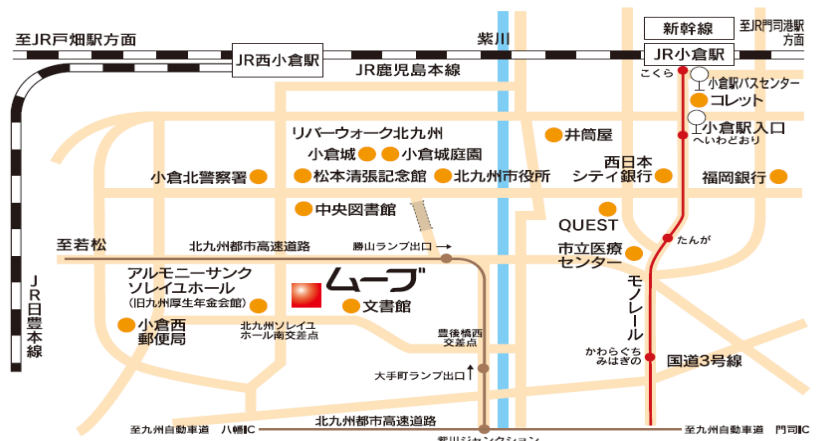 新幹線
至JR戸畑駅方面
紫川
至JR門司港駅
方面
JR西小倉駅
JR小倉駅
JR鹿児島本線
こくら
小倉駅バスセンター
コレット
リバーウォーク北九州
井筒屋
小倉駅入口
へいわどおり
小倉城
小倉城庭園
西日本
シティ銀行
福岡銀行
小倉北警察署
松本清張記念館
北九州市役所
中央図書館
QUEST
至若松
北九州都市高速道路
勝山ランプ出口→
たんが
市立医療
センター
アルモニーサンク
ソレイユホール
(旧九州厚生年金会館)
ムーブ
文書館
モノレール
JR日豊本線
小倉西
郵便局
北九州ソレイユ
ホール南交差点
豊後橋西
交差点
かわらぐち
みはぎの
国道3号線
大手町ランプ出口↑
北九州都市高速道路
至九州自動車道 八幡IC
至九州自動車道 門司IC
紫川ジャンクション